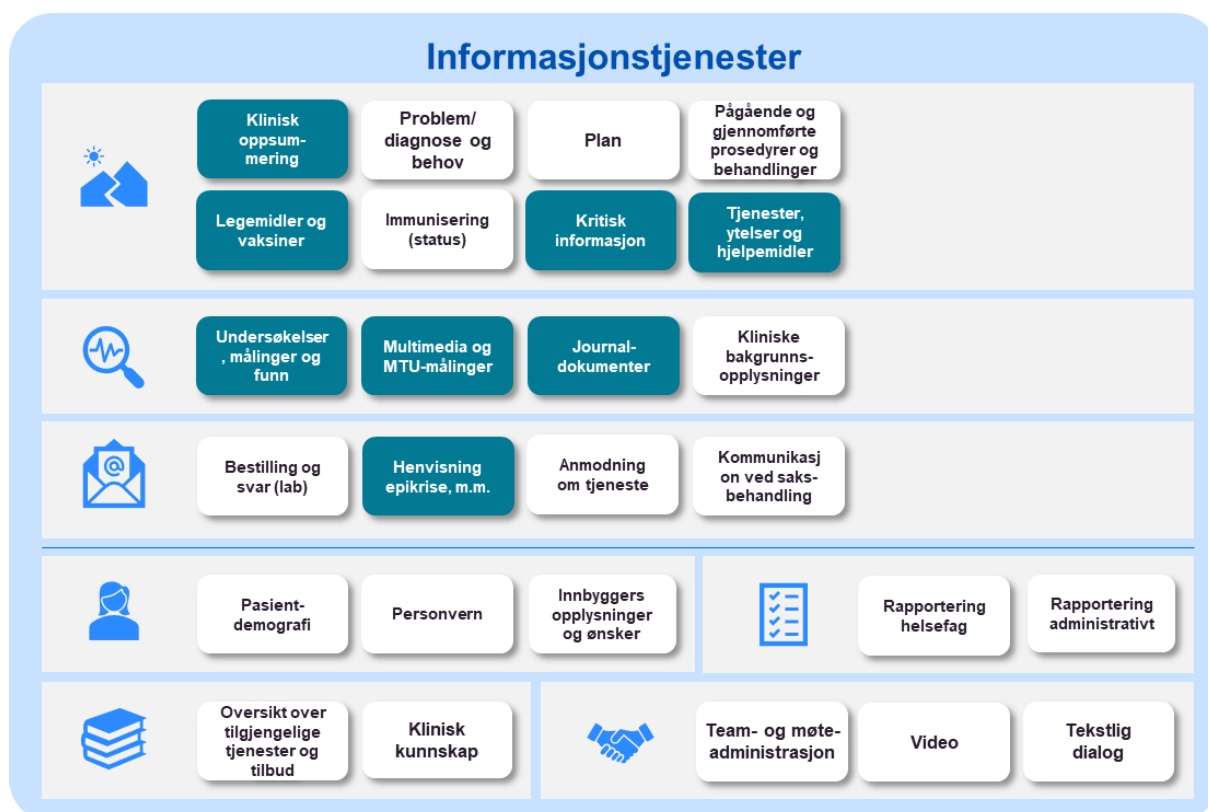 Informasjonstjenester
Klinisk
oppsum-
mering
Problem/
diagnose og
behov
Plan
Pågående og
gjennomførte
prosedyrer og
behandlinger
Legemidler og
vaksiner
Immunisering
(status)
Kritisk
informasjon
Tjenester,
ytelser og
hjelpemidler
Undersøkelser
, målinger og
funn
Multimedia og
MTU-målinger
Journal-
dokumenter
Kliniske
bakgrunns-
opplysninger
@
Bestilling og
svar (lab)
Henvisning
epikrise, m.m.
Anmodning
om tjeneste
Kommunikasj
on ved saks-
behandling
Pasient-
demografi
Personvern
Innbyggers
opplysninger
og ønsker
Rapportering
helsefag
Rapportering
administrativt
Oversikt over
tilgjengelige
tjenester og
tilbud
Klinisk
kunnskap
Team- og møte-
administrasjon
Video
Tekstlig
dialog